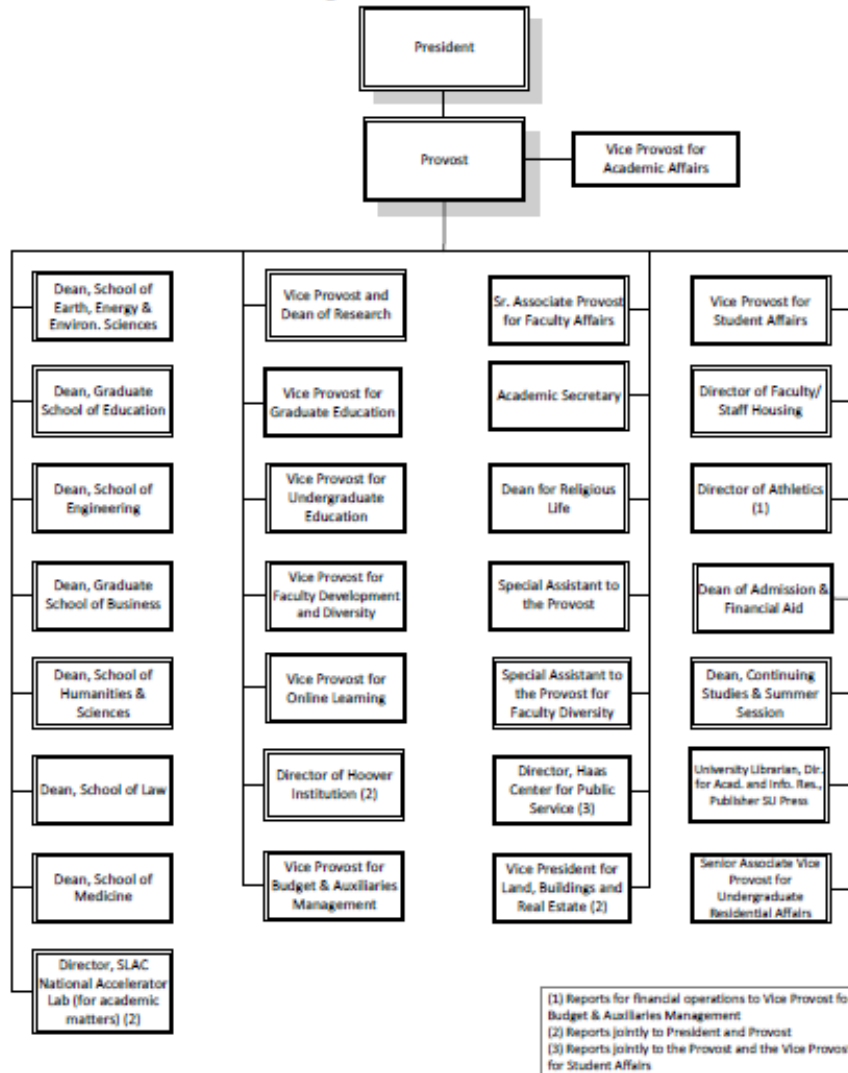 President
Provost
Vice Provost for
Academic Affairs
Dean, School of
Earth, Energy &
Environ. Sciences
Dean, Graduate
School of Education
Dean, School of
Engineering
Dean, Graduate
School of Business
Dean, School of
Humanities &
Sciences
Dean, School of Law
Dean, School of
Medicine
Director, SLAC
National Accelerator
Lab (for academic
matters) (2)
Vice Provost and
Dean of Research
Vice Provost for
Graduate Education
Vice Provost for
Undergraduate
Education
Vice Provost for
Faculty Development
and Diversity
Vice Provost for
Online Learning
Director of Hoover
Institution (2)
Vice Provost for
Budget & Auxiliaries
Management
Sr. Associate Provost
for Faculty Affairs
Academic Secretary
Dean for Religious
Life
Special Assistant to
the Provost
Special Assistant to
the Provost for
Faculty Diversity
Director, Haas
Center for Public
Service (3)
Vice President for
Land, Buildings and
Real Estate (2)
Vice Provost for
Student Affairs
Director of Faculty/
Staff Housing
Director of Athletics
(1)
Dean of Admission &
Financial Aid
Dean, Continuing
Studies & Summer
Session
University Librarian, Dir.
for Acad. and Info. Res.,
Publisher SU Press
Senior Associate Vice
Provost for
Undergraduate
Residential Affairs
(1) Reports for financial operations to Vice Provost fo
Budget & Auxiliaries Management
(2) Reports jointly to President and Provost
(3) Reports jointly to the Provost and the Vice Provost
for Student Affairs